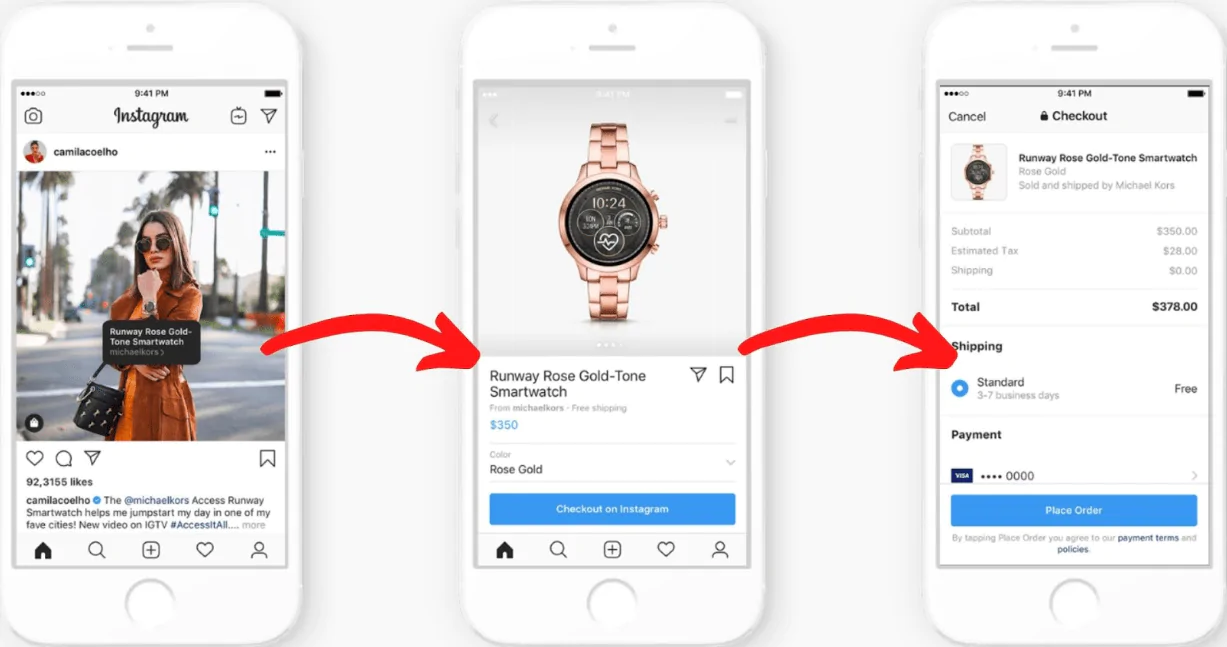 9:41 PM
Instagram
camilacoelho
Runway Rose Gold-
Tone Smartwatch
michaelkors
92,3155 likes
camilacoelho The @michaelkors Access Runway
Smartwatch helps me jumpstart my day in one of my
fave cities! New video on IGTV #AccessItAll.... more
9:41 PM
10:24
Runway Rose Gold-Tone
Smartwatch
From michaelkors · Free shipping
$350
Color
Rose Gold
Checkout on Instagram
9:41 PM
Cancel
Checkout
Runway Rose Gold-Tone Smartwatch
Rose Gold
Sold and shipped by Michael Kors
Subtotal $350.00
Estimated Tax $28.00
Shipping $0.00
Total $378.00
Shipping
Standard
3-7 business days
Free
Payment
VISA •••• 0000
Place Order
By tapping Place Order you agree to our payment terms and
policies.